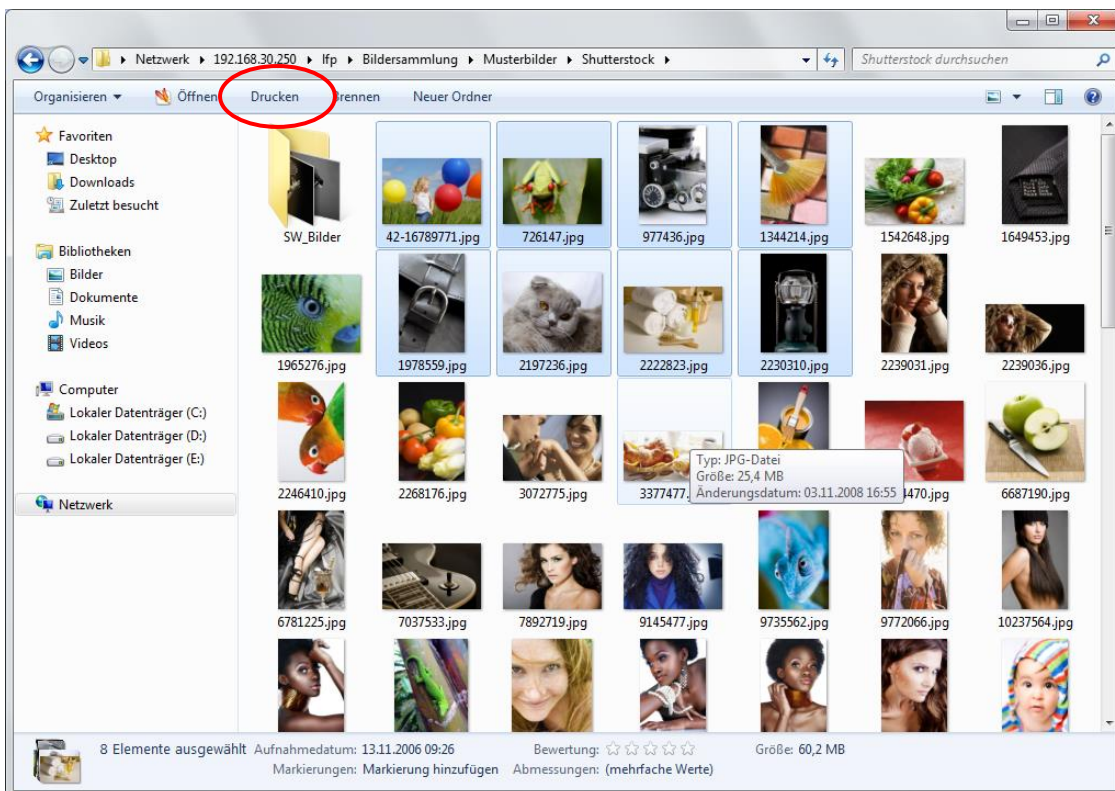 Netzwerk ▸ 192.168.30.250 ▸ lfp ▸ Bildersammlung ▸ Musterbilder ▸ Shutterstock ▸
Shutterstock durchsuchen
Organisieren Öffnen Drucken Brennen Neuer Ordner
Favoriten
Desktop
Downloads
Zuletzt besucht
Bibliotheken
Bilder
Dokumente
Musik
Videos
Computer
Lokaler Datenträger (C:)
Lokaler Datenträger (D:)
Lokaler Datenträger (E:)
Netzwerk
SW_Bilder 42-16789771.jpg 726147.jpg 977436.jpg 1344214.jpg 1542648.jpg 1649453.jpg
1965276.jpg 1978559.jpg 2197236.jpg 2222823.jpg 2230310.jpg 2239031.jpg 2239036.jpg
Typ: JPG-Datei
Größe: 25,4 MB
Änderungsdatum: 03.11.2008 16:55
2246410.jpg 2268176.jpg 3072775.jpg 3377477. 470.jpg 6687190.jpg
6781225.jpg 7037533.jpg 7892719.jpg 9145477.jpg 9735562.jpg 9772066.jpg 10237564.jpg
8 Elemente ausgewählt Aufnahmedatum: 13.11.2006 09:26 Bewertung: Größe: 60,2 MB
Markierungen: Markierung hinzufügen Abmessungen: (mehrfache Werte)